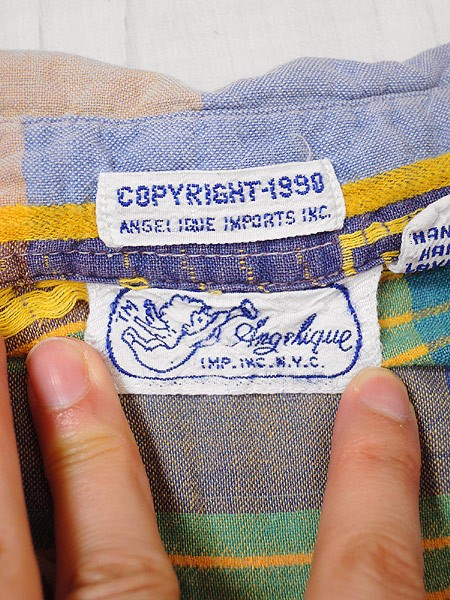 COPYRIGHT-1990
ANGELIQUE IMPORTS INC.
Angelique
IMP. INC. N.Y.C.